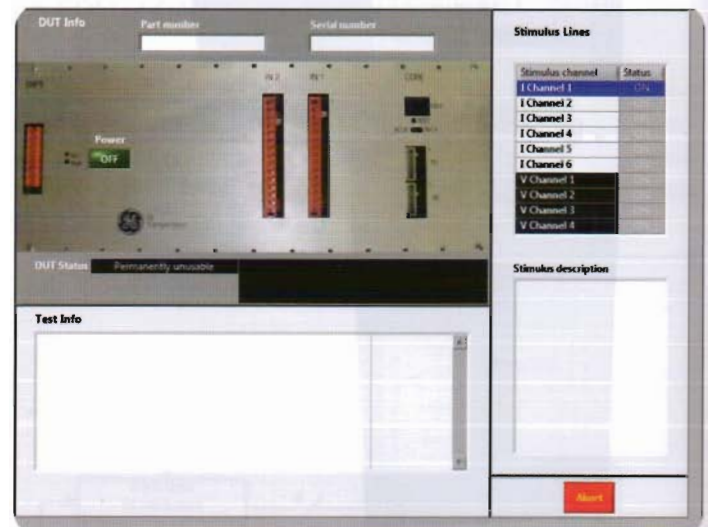 DUT Info
Part number
Serial number
IN 2
IN 1
CORE
Power
OFF
DUT Status
Permanently unusable
Test Info
Stimulus Lines
Stimulus channel Status
I Channel 1 ON
I Channel 2
I Channel 3
I Channel 4
I Channel 5
I Channel 6
V Channel 1
V Channel 2
V Channel 3
V Channel 4
Stimulus description
Abort